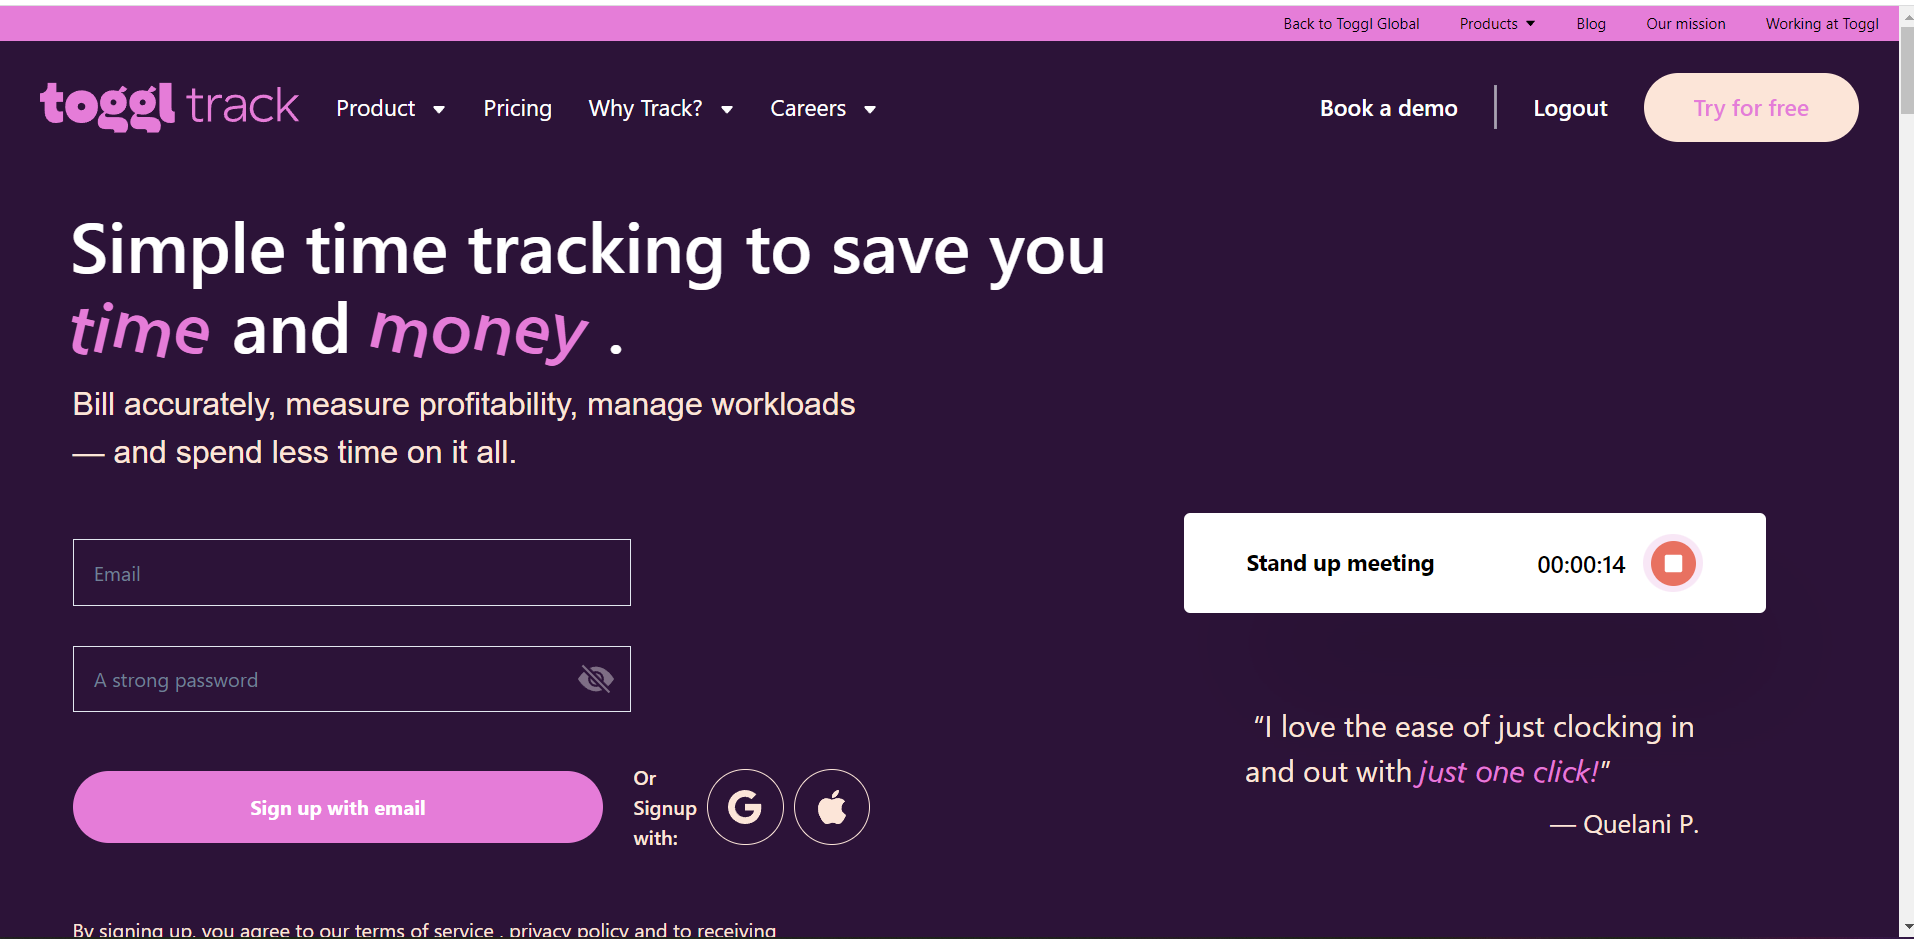 Back to Toggl Global Products Blog Our mission Working at Toggl
toggl track Product Pricing Why Track? Careers Book a demo Logout Try for free
Simple time tracking to save you
time and money .
Bill accurately, measure profitability, manage workloads
— and spend less time on it all.
Email
A strong password
Sign up with email
Or
Signup
with:
Stand up meeting 00:00:14
“I love the ease of just clocking in
and out with just one click!”
— Quelani P.
By signing up, you agree to our terms of service , privacy policy and to receiving